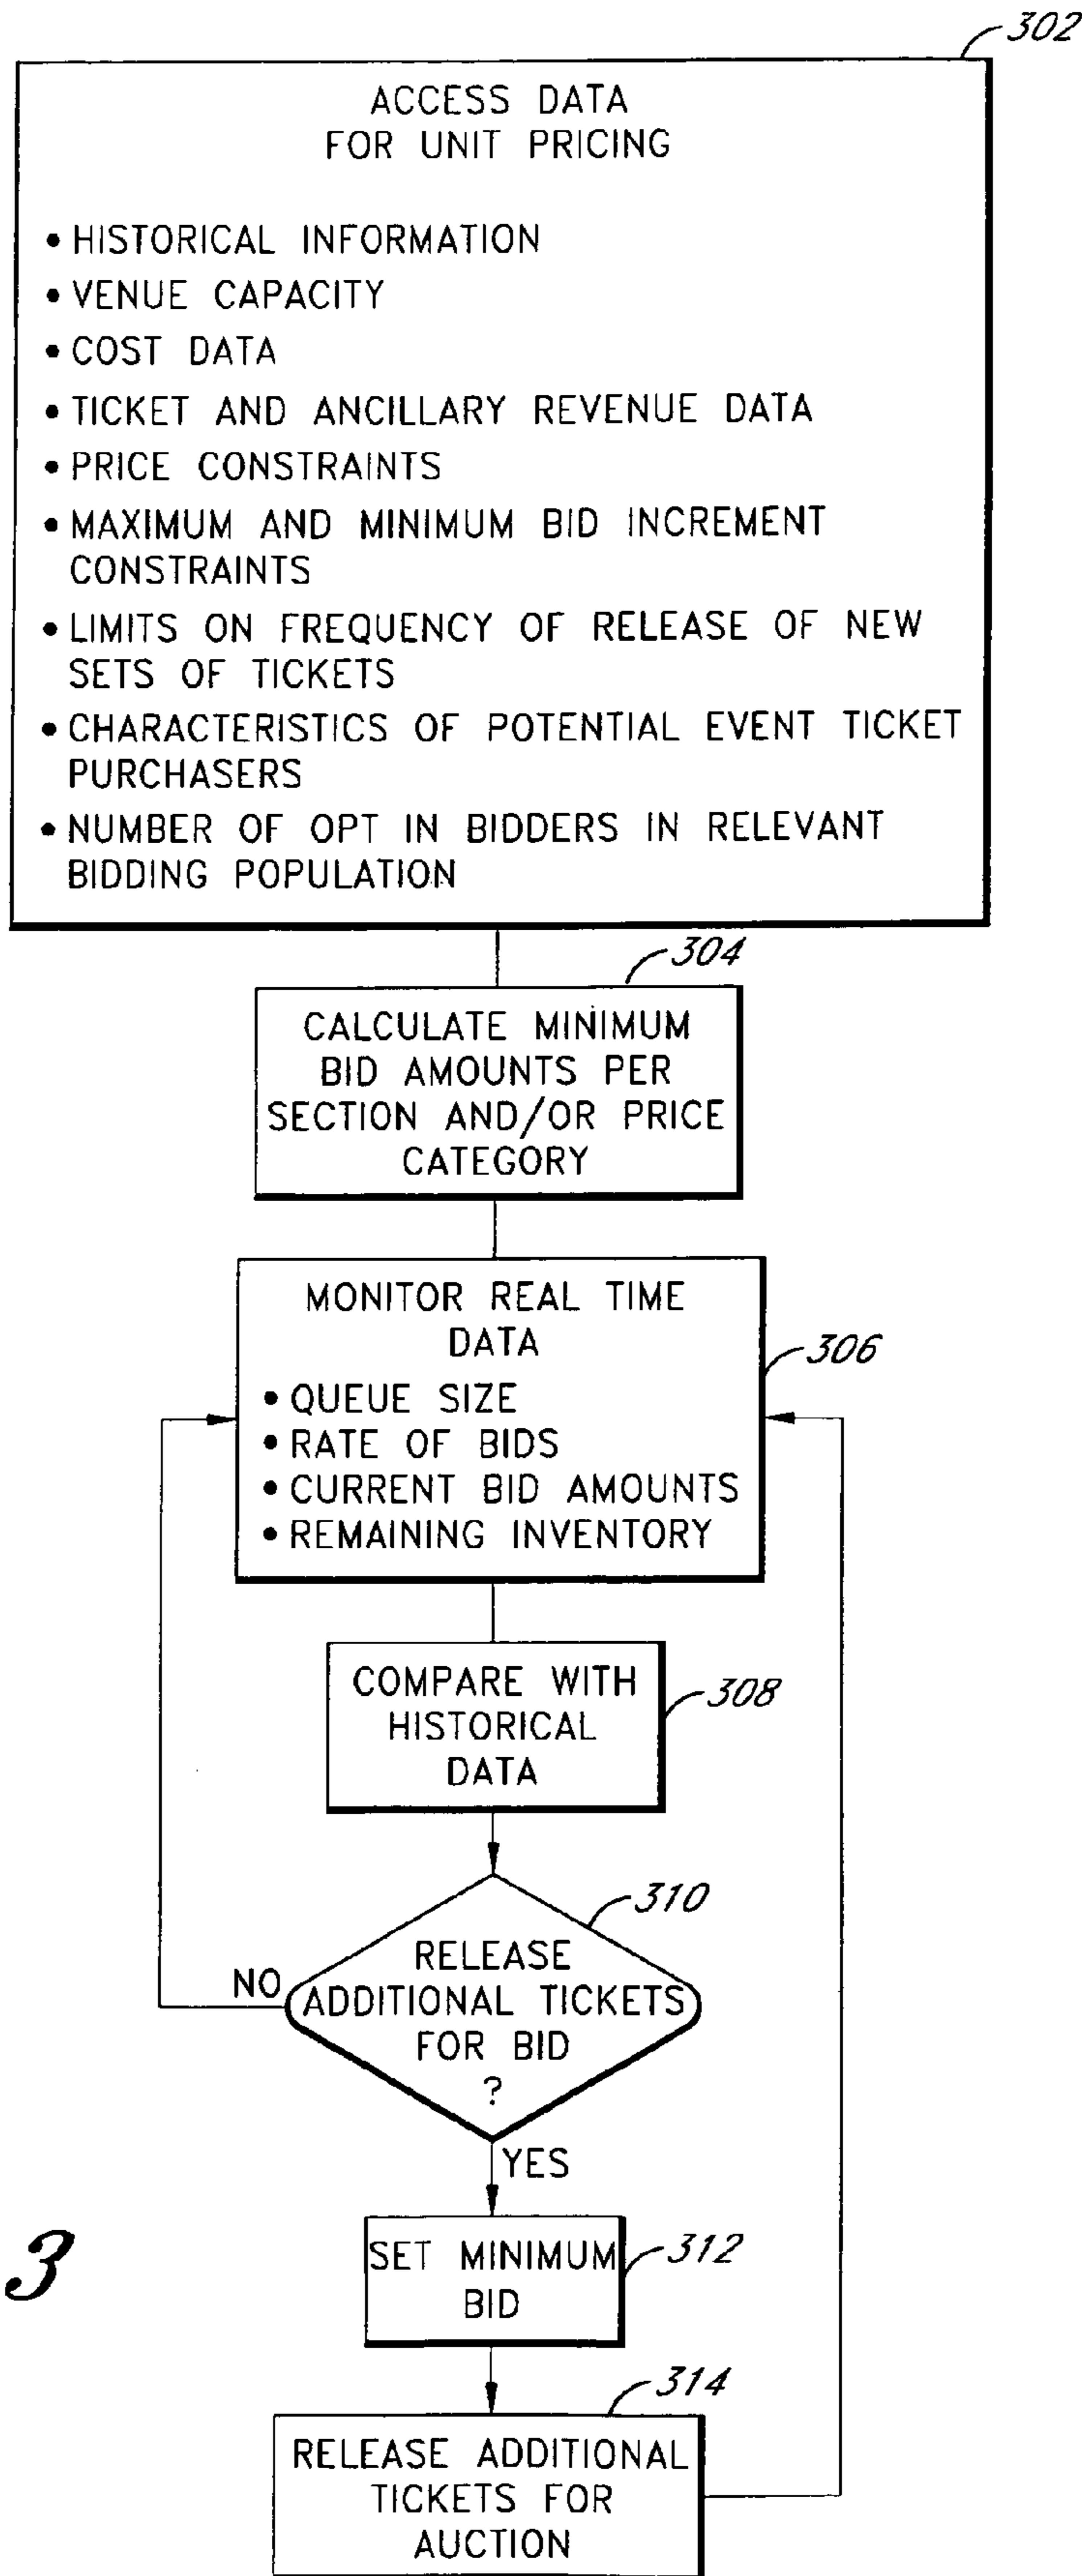 302
ACCESS DATA
FOR UNIT PRICING
• HISTORICAL INFORMATION
• VENUE CAPACITY
• COST DATA
• TICKET AND ANCILLARY REVENUE DATA
• PRICE CONSTRAINTS
• MAXIMUM AND MINIMUM BID INCREMENT
CONSTRAINTS
• LIMITS ON FREQUENCY OF RELEASE OF NEW
SETS OF TICKETS
• CHARACTERISTICS OF POTENTIAL EVENT TICKET
PURCHASERS
• NUMBER OF OPT IN BIDDERS IN RELEVANT
BIDDING POPULATION
304
CALCULATE MINIMUM
BID AMOUNTS PER
SECTION AND/OR PRICE
CATEGORY
MONITOR REAL TIME
DATA
306
• QUEUE SIZE
• RATE OF BIDS
• CURRENT BID AMOUNTS
• REMAINING INVENTORY
COMPARE WITH
HISTORICAL
DATA
308
310
RELEASE
ADDITIONAL TICKETS
FOR BID
?
NO
YES
SET MINIMUM
BID
312
3
314
RELEASE ADDITIONAL
TICKETS FOR
AUCTION